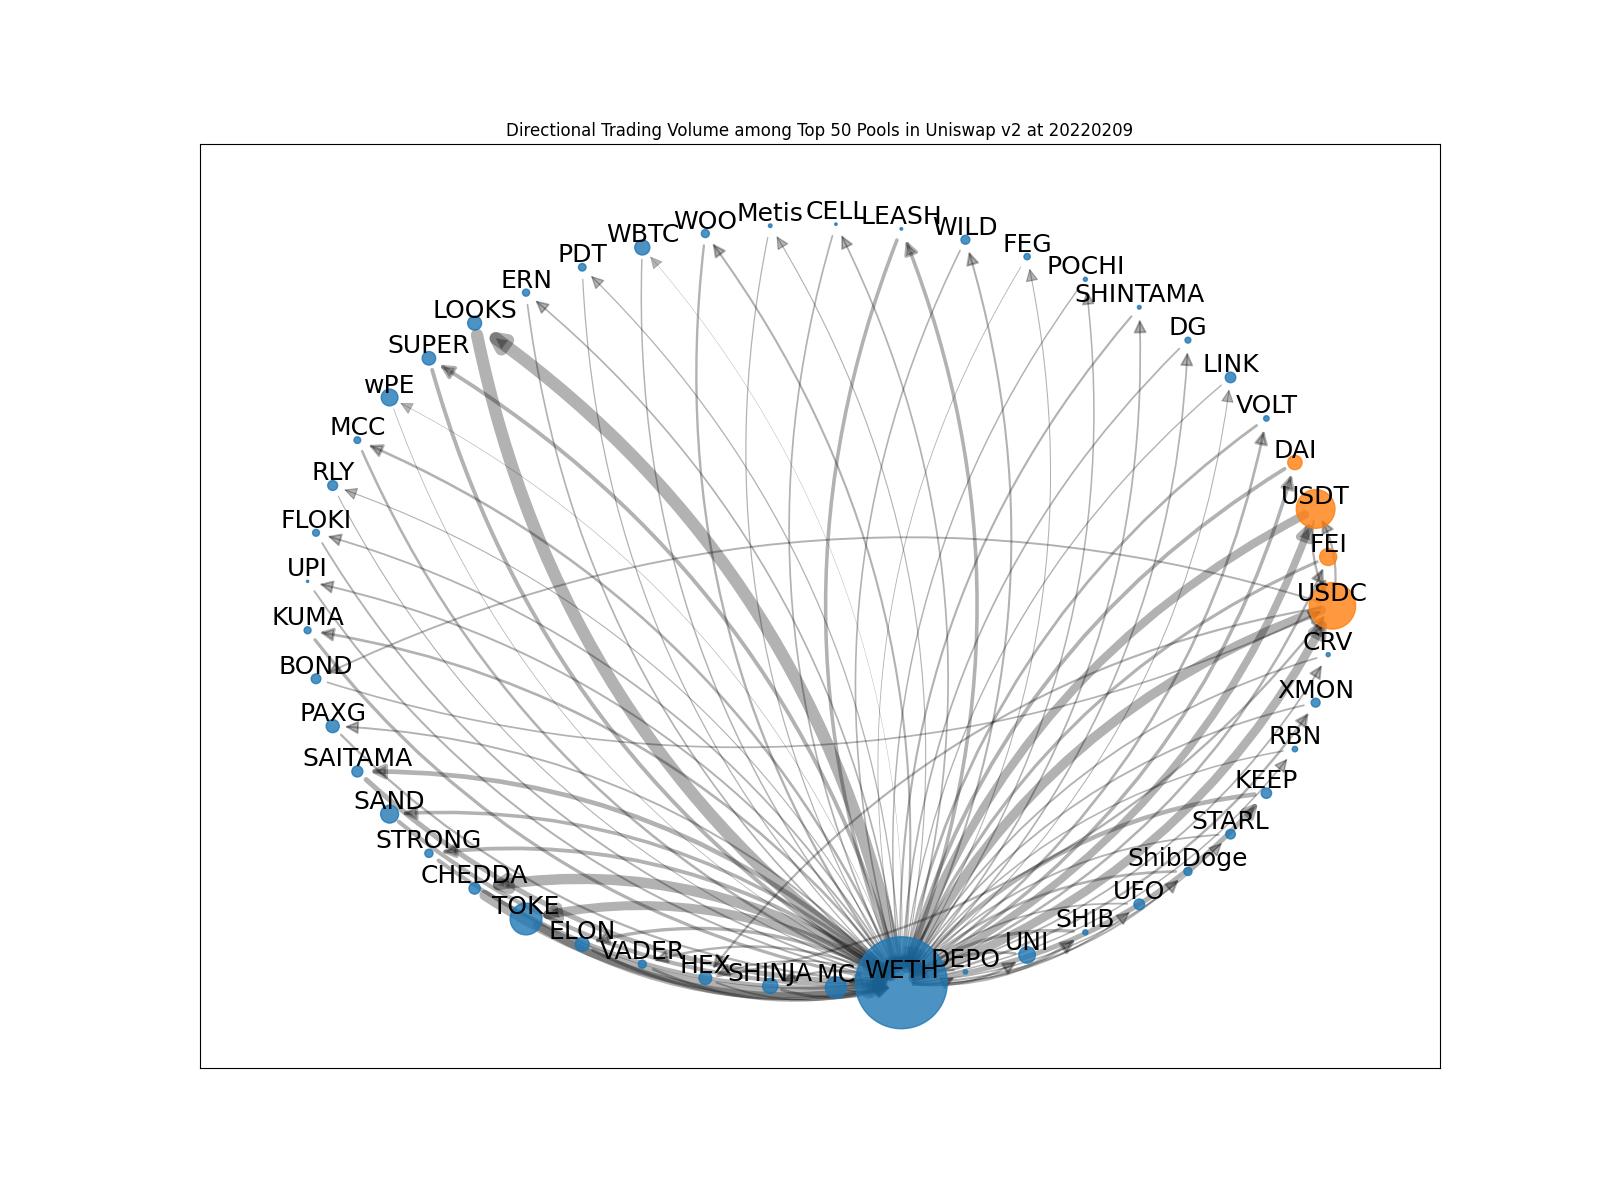 Directional Trading Volume among Top 50 Pools in Uniswap v2 at 20220209
WBTC
WOO
Metis
CELL
LEASH
WILD
PDT
FEG
ERN
POCHI
LOOKS
SHINTAMA
SUPER
DG
wPE
LINK
MCC
VOLT
RLY
DAI
FLOKI
USDT
UPI
FEI
KUMA
USDC
BOND
CRV
PAXG
XMON
SAITAMA
RBN
SAND
KEEP
STRONG
STARL
CHEDDA
ShibDoge
TOKE
UFO
ELON
SHIB
VADER
UNI
HEX
SHINJA
MC
WETH
DEPO